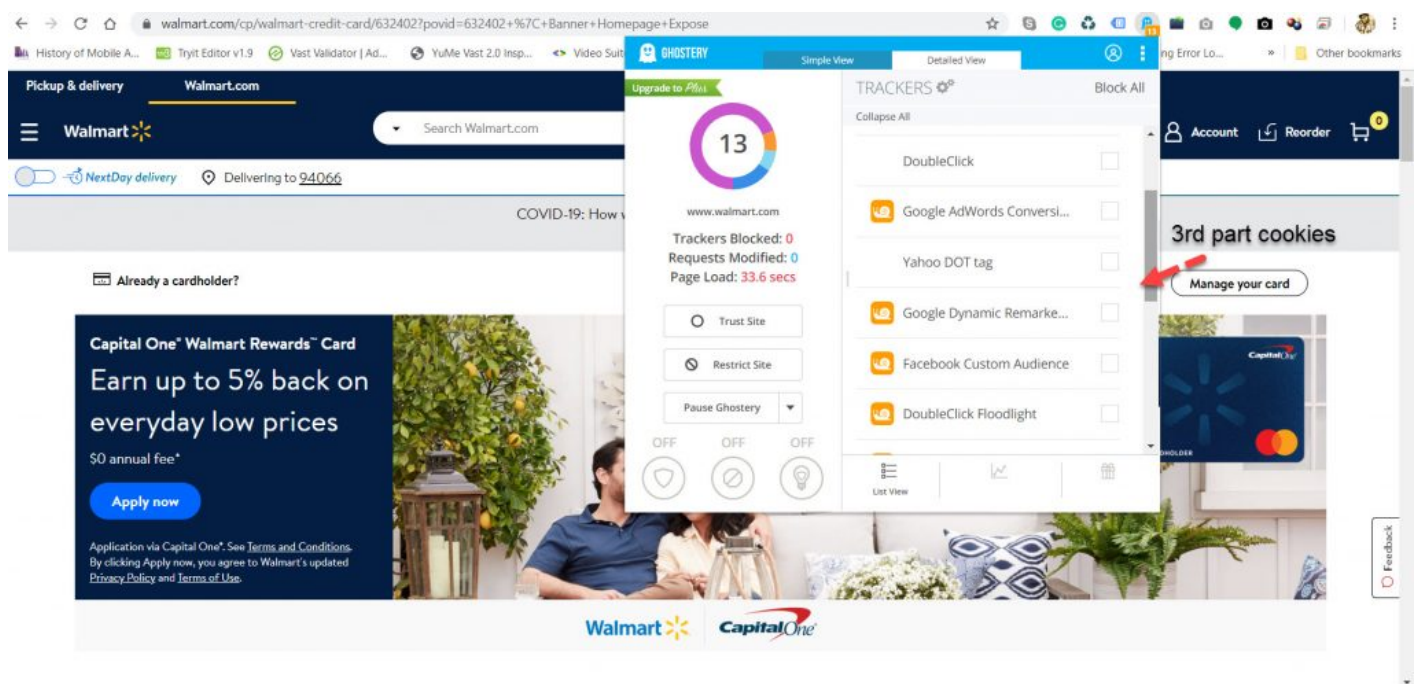 walmart.com/cp/walmart-credit-card/632402?povid=632402+%7C+Banner+Homepage+Expose
13
History of Mobile A...
Tryit Editor v1.9
Vast Validator | Ad...
YuMe Vast 2.0 Insp...
Video Suit
ng Error Lo...
»
Other bookmarks
Pickup & delivery
Walmart.com
Walmart
Search Walmart.com
Account
Reorder
0
NextDay delivery
Delivering to 94066
COVID-19: How
Already a cardholder?
Manage your card
Capital One® Walmart Rewards™ Card
Earn up to 5% back on
everyday low prices
$0 annual fee*
Apply now
Application via Capital One®. See Terms and Conditions.
By clicking Apply now, you agree to Walmart's updated
Privacy Policy and Terms of Use.
GHOSTERY
Simple View
Detailed View
Upgrade to Plus
13
www.walmart.com
Trackers Blocked: 0
Requests Modified: 0
Page Load: 33.6 secs
Trust Site
Restrict Site
Pause Ghostery
OFF
OFF
OFF
TRACKERS
Block All
Collapse All
DoubleClick
Google AdWords Conversi...
Yahoo DOT tag
Google Dynamic Remarke...
Facebook Custom Audience
DoubleClick Floodlight
List View
3rd part cookies
Capital One
DHOLDER
Feedback
Walmart
Capital One